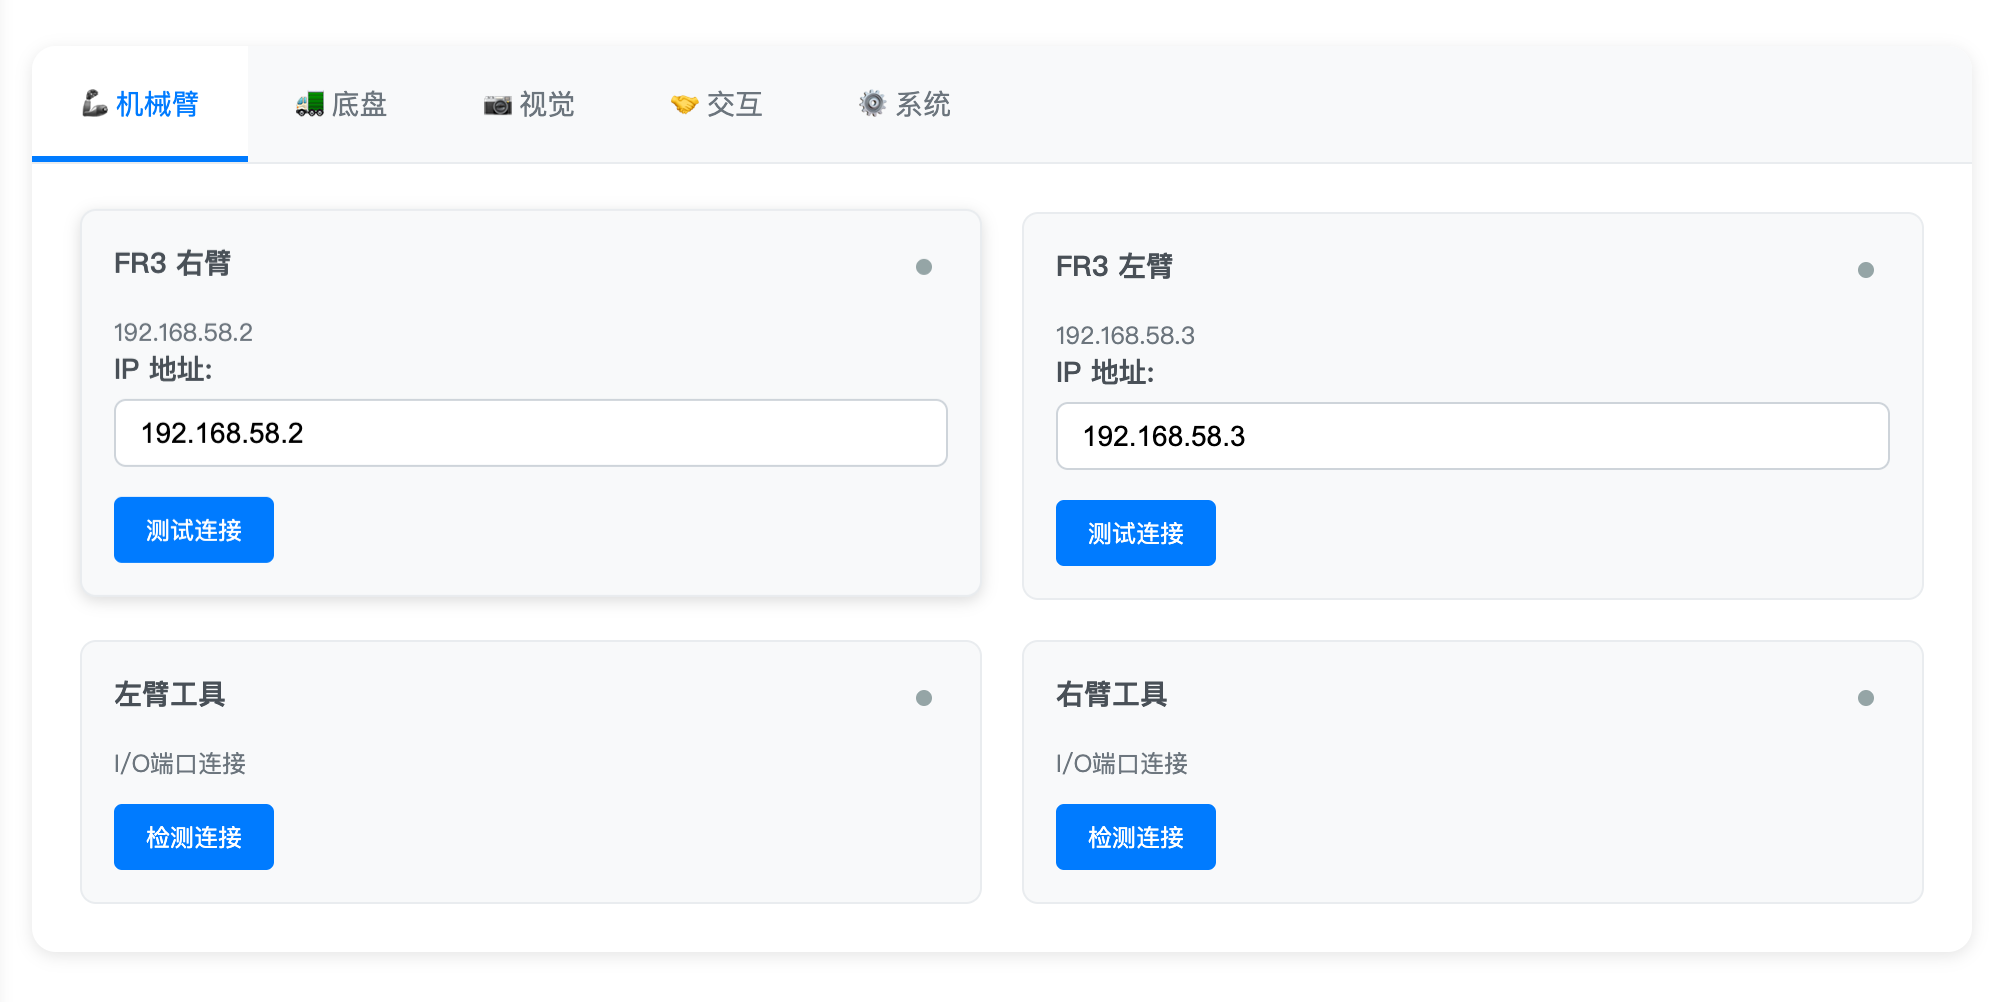 机械臂 底盘 视觉 交互 系统
FR3 右臂
192.168.58.2
IP 地址:
192.168.58.2
测试连接
FR3 左臂
192.168.58.3
IP 地址:
192.168.58.3
测试连接
左臂工具
I/O端口连接
检测连接
右臂工具
I/O端口连接
检测连接